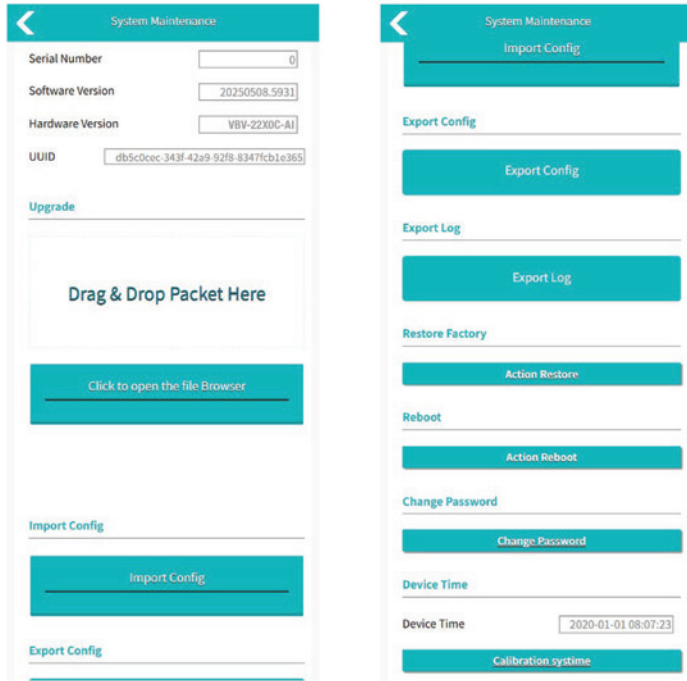 System Maintenance
Serial Number 0
Software Version 20250508.5931
Hardware Version VBV-22X0C-AI
UUID db5c0cec-343f-42a9-92f8-8347fcb1e365
Upgrade
Drag & Drop Packet Here
Click to open the file Browser
Import Config
Import Config
Export Config
System Maintenance
Import Config
Export Config
Export Config
Export Log
Export Log
Restore Factory
Action Restore
Reboot
Action Reboot
Change Password
Change Password
Device Time
Device Time 2020-01-01 08:07:23
Calibration systime